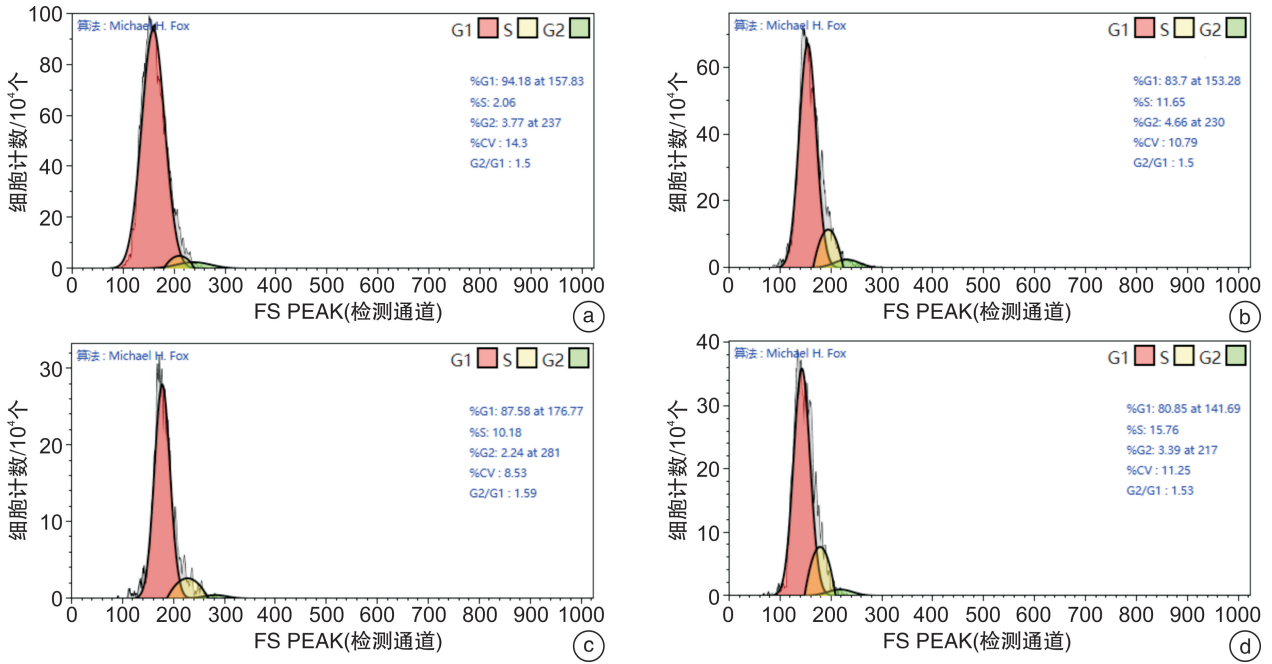 算法 : Michael H. Fox
G1 S G2
%G1: 94.18 at 157.83
%S: 2.06
%G2: 3.77 at 237
%CV : 14.3
G2/G1 : 1.5
细胞计数/10⁴个
100
80
60
40
20
0
0 100 200 300 400 500 600 700 800 900 1000
FS PEAK(检测通道)
a
算法 : Michael H. Fox
G1 S G2
%G1: 83.7 at 153.28
%S: 11.65
%G2: 4.66 at 230
%CV : 10.79
G2/G1 : 1.5
细胞计数/10⁴个
60
40
20
0
0 100 200 300 400 500 600 700 800 900 1000
FS PEAK(检测通道)
b
算法 : Michael H. Fox
G1 S G2
%G1: 87.58 at 176.77
%S: 10.18
%G2: 2.24 at 281
%CV : 8.53
G2/G1 : 1.59
细胞计数/10⁴个
30
20
10
0
0 100 200 300 400 500 600 700 800 900 1000
FS PEAK(检测通道)
c
算法 : Michael H. Fox
G1 S G2
%G1: 80.85 at 141.69
%S: 15.76
%G2: 3.39 at 217
%CV : 11.25
G2/G1 : 1.53
细胞计数/10⁴个
40
30
20
10
0
0 100 200 300 400 500 600 700 800 900 1000
FS PEAK(检测通道)
d